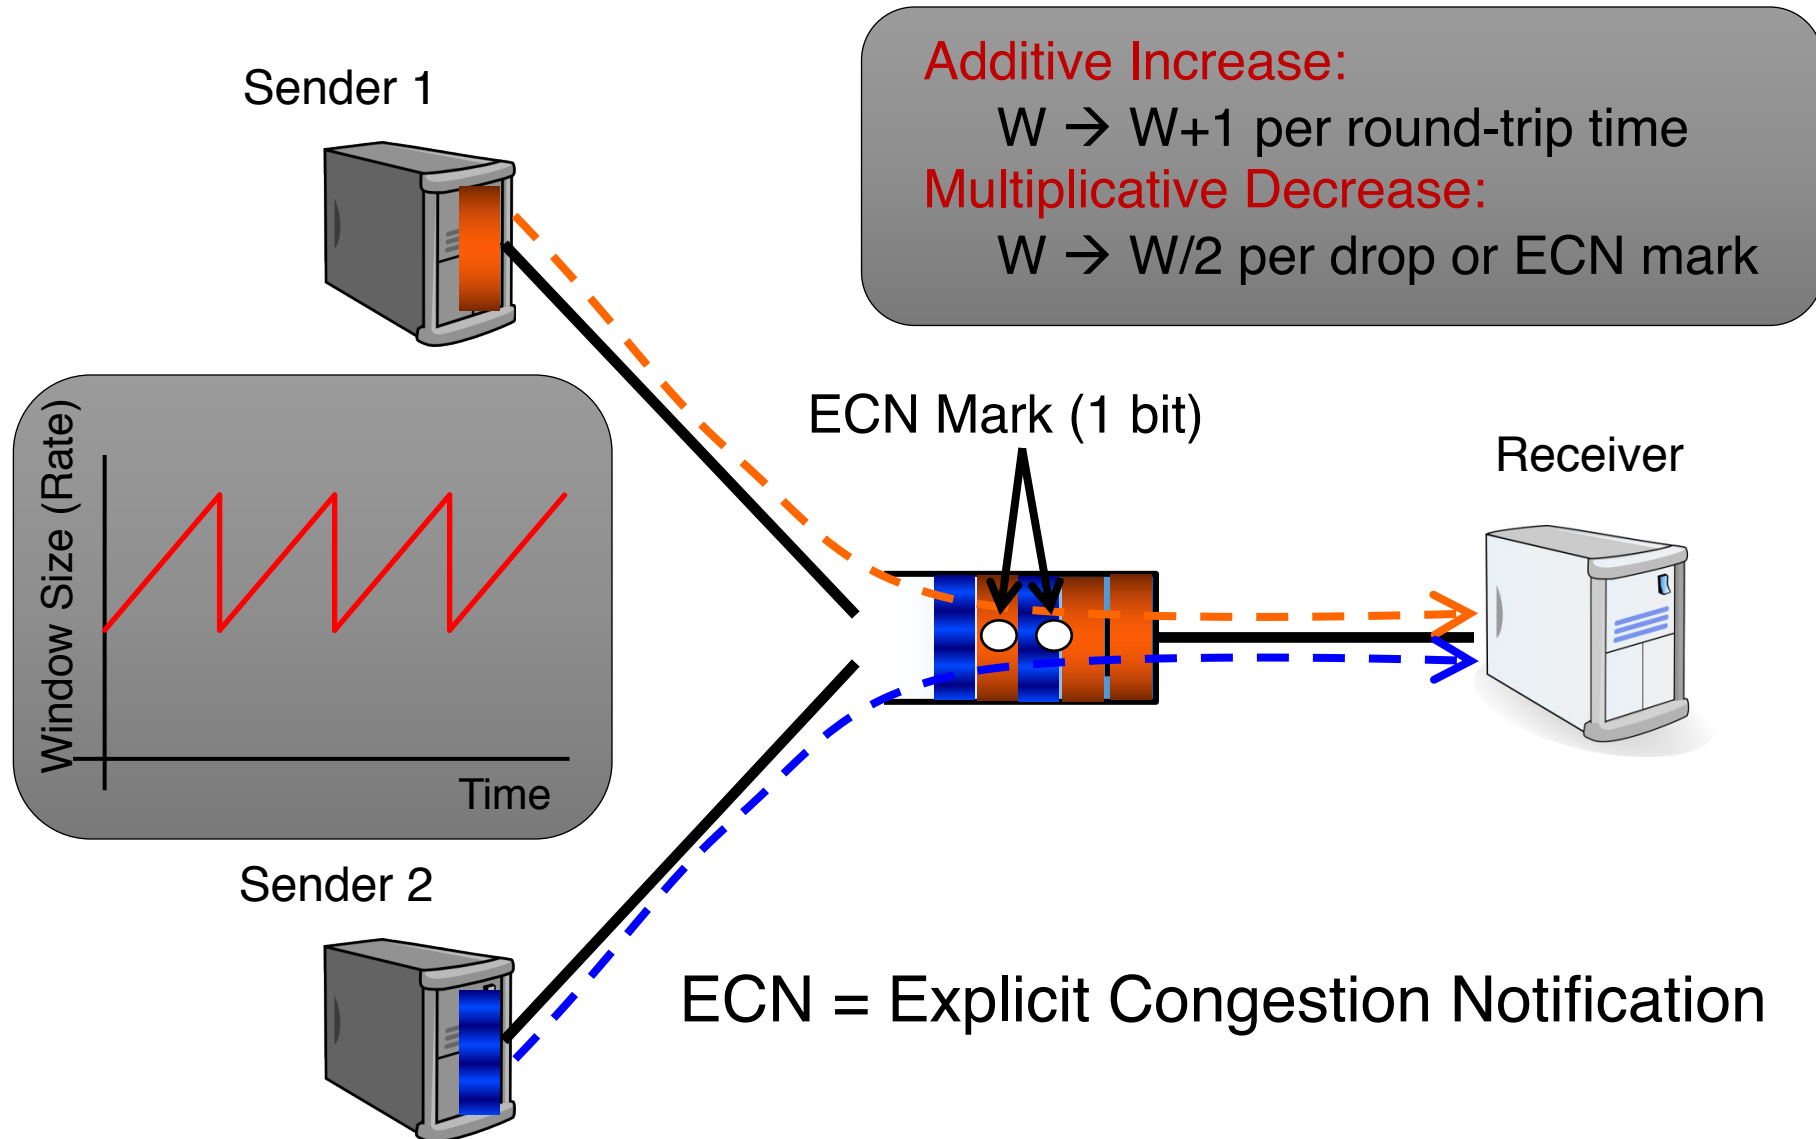 Additive Increase:
W → W+1 per round-trip time
Multiplicative Decrease:
W → W/2 per drop or ECN mark
Sender 1
ECN Mark (1 bit)
Receiver
Window Size (Rate)
Time
Sender 2
ECN = Explicit Congestion Notification